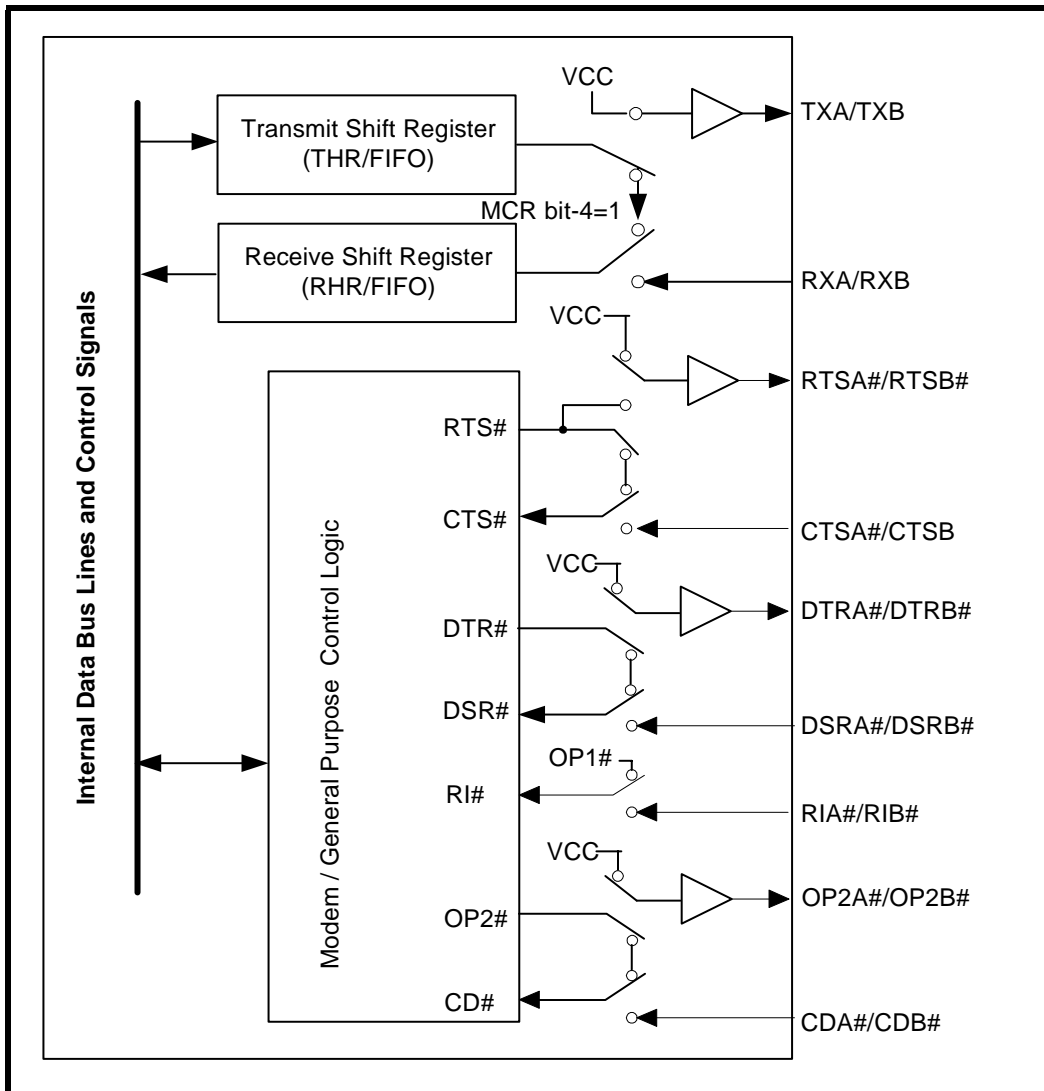 VCC
TXA/TXB
Transmit Shift Register
(THR/FIFO)
MCR bit-4=1
Receive Shift Register
(RHR/FIFO)
RXA/RXB
VCC
RTSA#/RTSB#
RTS#
CTS#
CTSA#/CTSB
VCC
DTRA#/DTRB#
DTR#
DSR#
DSRA#/DSRB#
OP1#
RI#
RIA#/RIB#
VCC
OP2A#/OP2B#
OP2#
CD#
CDA#/CDB#
Internal Data Bus Lines and Control Signals
Modem / General Purpose Control Logic